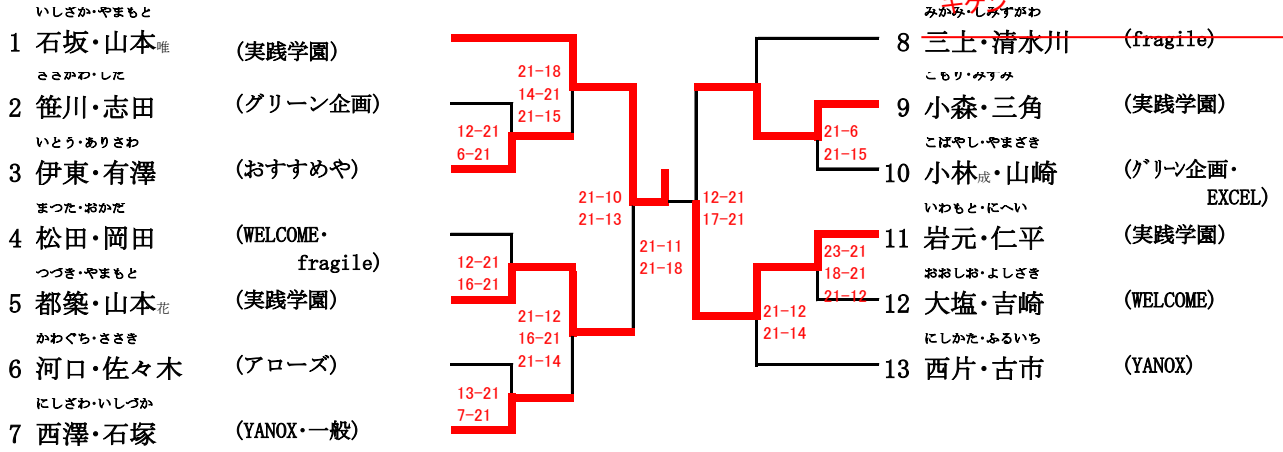 いしさか・やまもと
1 石坂・山本唯 (実践学園)
ささがわ・しだ
2 笹川・志田 (グリーン企画)
いとう・ありさわ
3 伊東・有澤 (おすすめや)
まつた・おかだ
4 松田・岡田 (WELCOME・
fragile)
つづき・やまもと
5 都築・山本花 (実践学園)
かわぐち・ささき
6 河口・佐々木 (アローズ)
にしざわ・いしづか
7 西澤・石塚 (YANOX・一般)
21-18
14-21
21-15
12-21
6-21
12-21
16-21
21-12
16-21
21-14
13-21
7-21
21-10
21-13
21-11
21-18
12-21
17-21
21-6
21-15
23-21
18-21
21-12
21-12
21-14
キケン
みかみ・しみずがわ
8 三上・清水川 (fragile)
こもり・みすみ
9 小森・三角 (実践学園)
こばやし・やまざき
10 小林成・山崎 (グリーン企画・
EXCEL)
いわもと・にへい
11 岩元・仁平 (実践学園)
おおしお・よしざき
12 大塩・吉崎 (WELCOME)
にしかた・ふるいち
13 西片・古市 (YANOX)